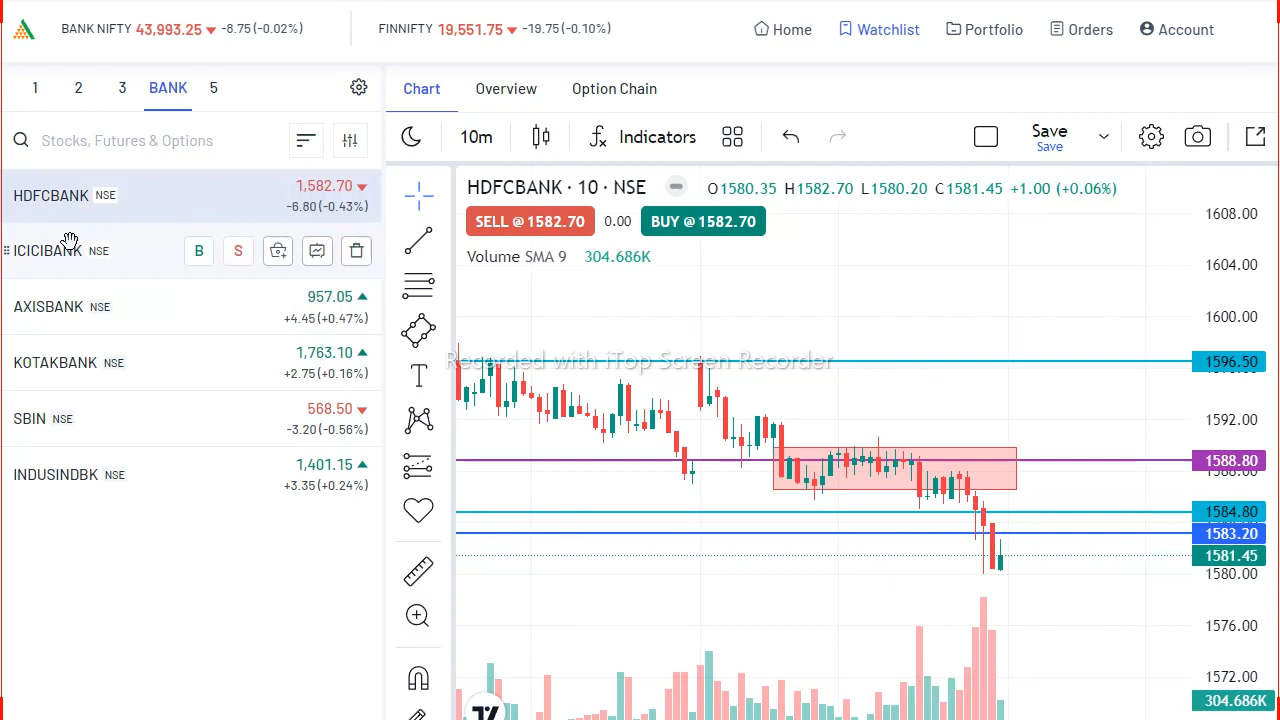 BANK NIFTY 43,993.25 -8.75(-0.02%) FINNIFTY 19,551.75 -19.75(-0.10%) Home Watchlist Portfolio Orders Account
1 2 3 BANK 5
Chart Overview Option Chain
Stocks, Futures & Options
10m Indicators Save
Save
HDFCBANK NSE 1,582.70
-6.80(-0.43%)
ICICIBANK NSE B S
AXISBANK NSE 957.05
+4.45(+0.47%)
KOTAKBANK NSE 1,763.10
+2.75(+0.16%)
SBIN NSE 568.50
-3.20(-0.56%)
INDUSINDBK NSE 1,401.15
+3.35(+0.24%)
HDFCBANK · 10 · NSE O1580.35 H1582.70 L1580.20 C1581.45 +1.00 (+0.06%)
SELL @ 1582.70 0.00 BUY @ 1582.70
Volume SMA 9 304.686K
Recorded with iTop Screen Recorder
1608.00
1604.00
1600.00
1596.50
1592.00
1588.80
1584.80
1583.20
1581.45
1580.00
1576.00
1572.00
304.686K